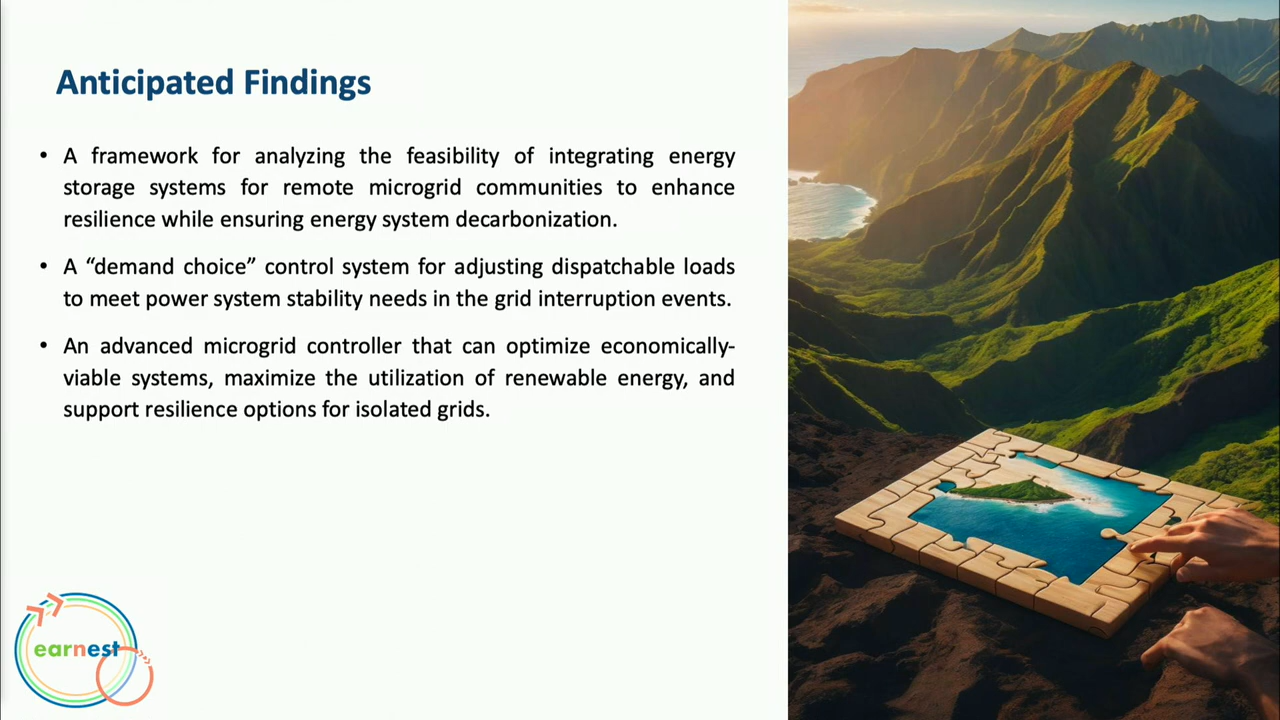 Anticipated Findings
• A framework for analyzing the feasibility of integrating energy
storage systems for remote microgrid communities to enhance
resilience while ensuring energy system decarbonization.
• A “demand choice” control system for adjusting dispatchable loads
to meet power system stability needs in the grid interruption events.
• An advanced microgrid controller that can optimize economically-
viable systems, maximize the utilization of renewable energy, and
support resilience options for isolated grids.
earnest